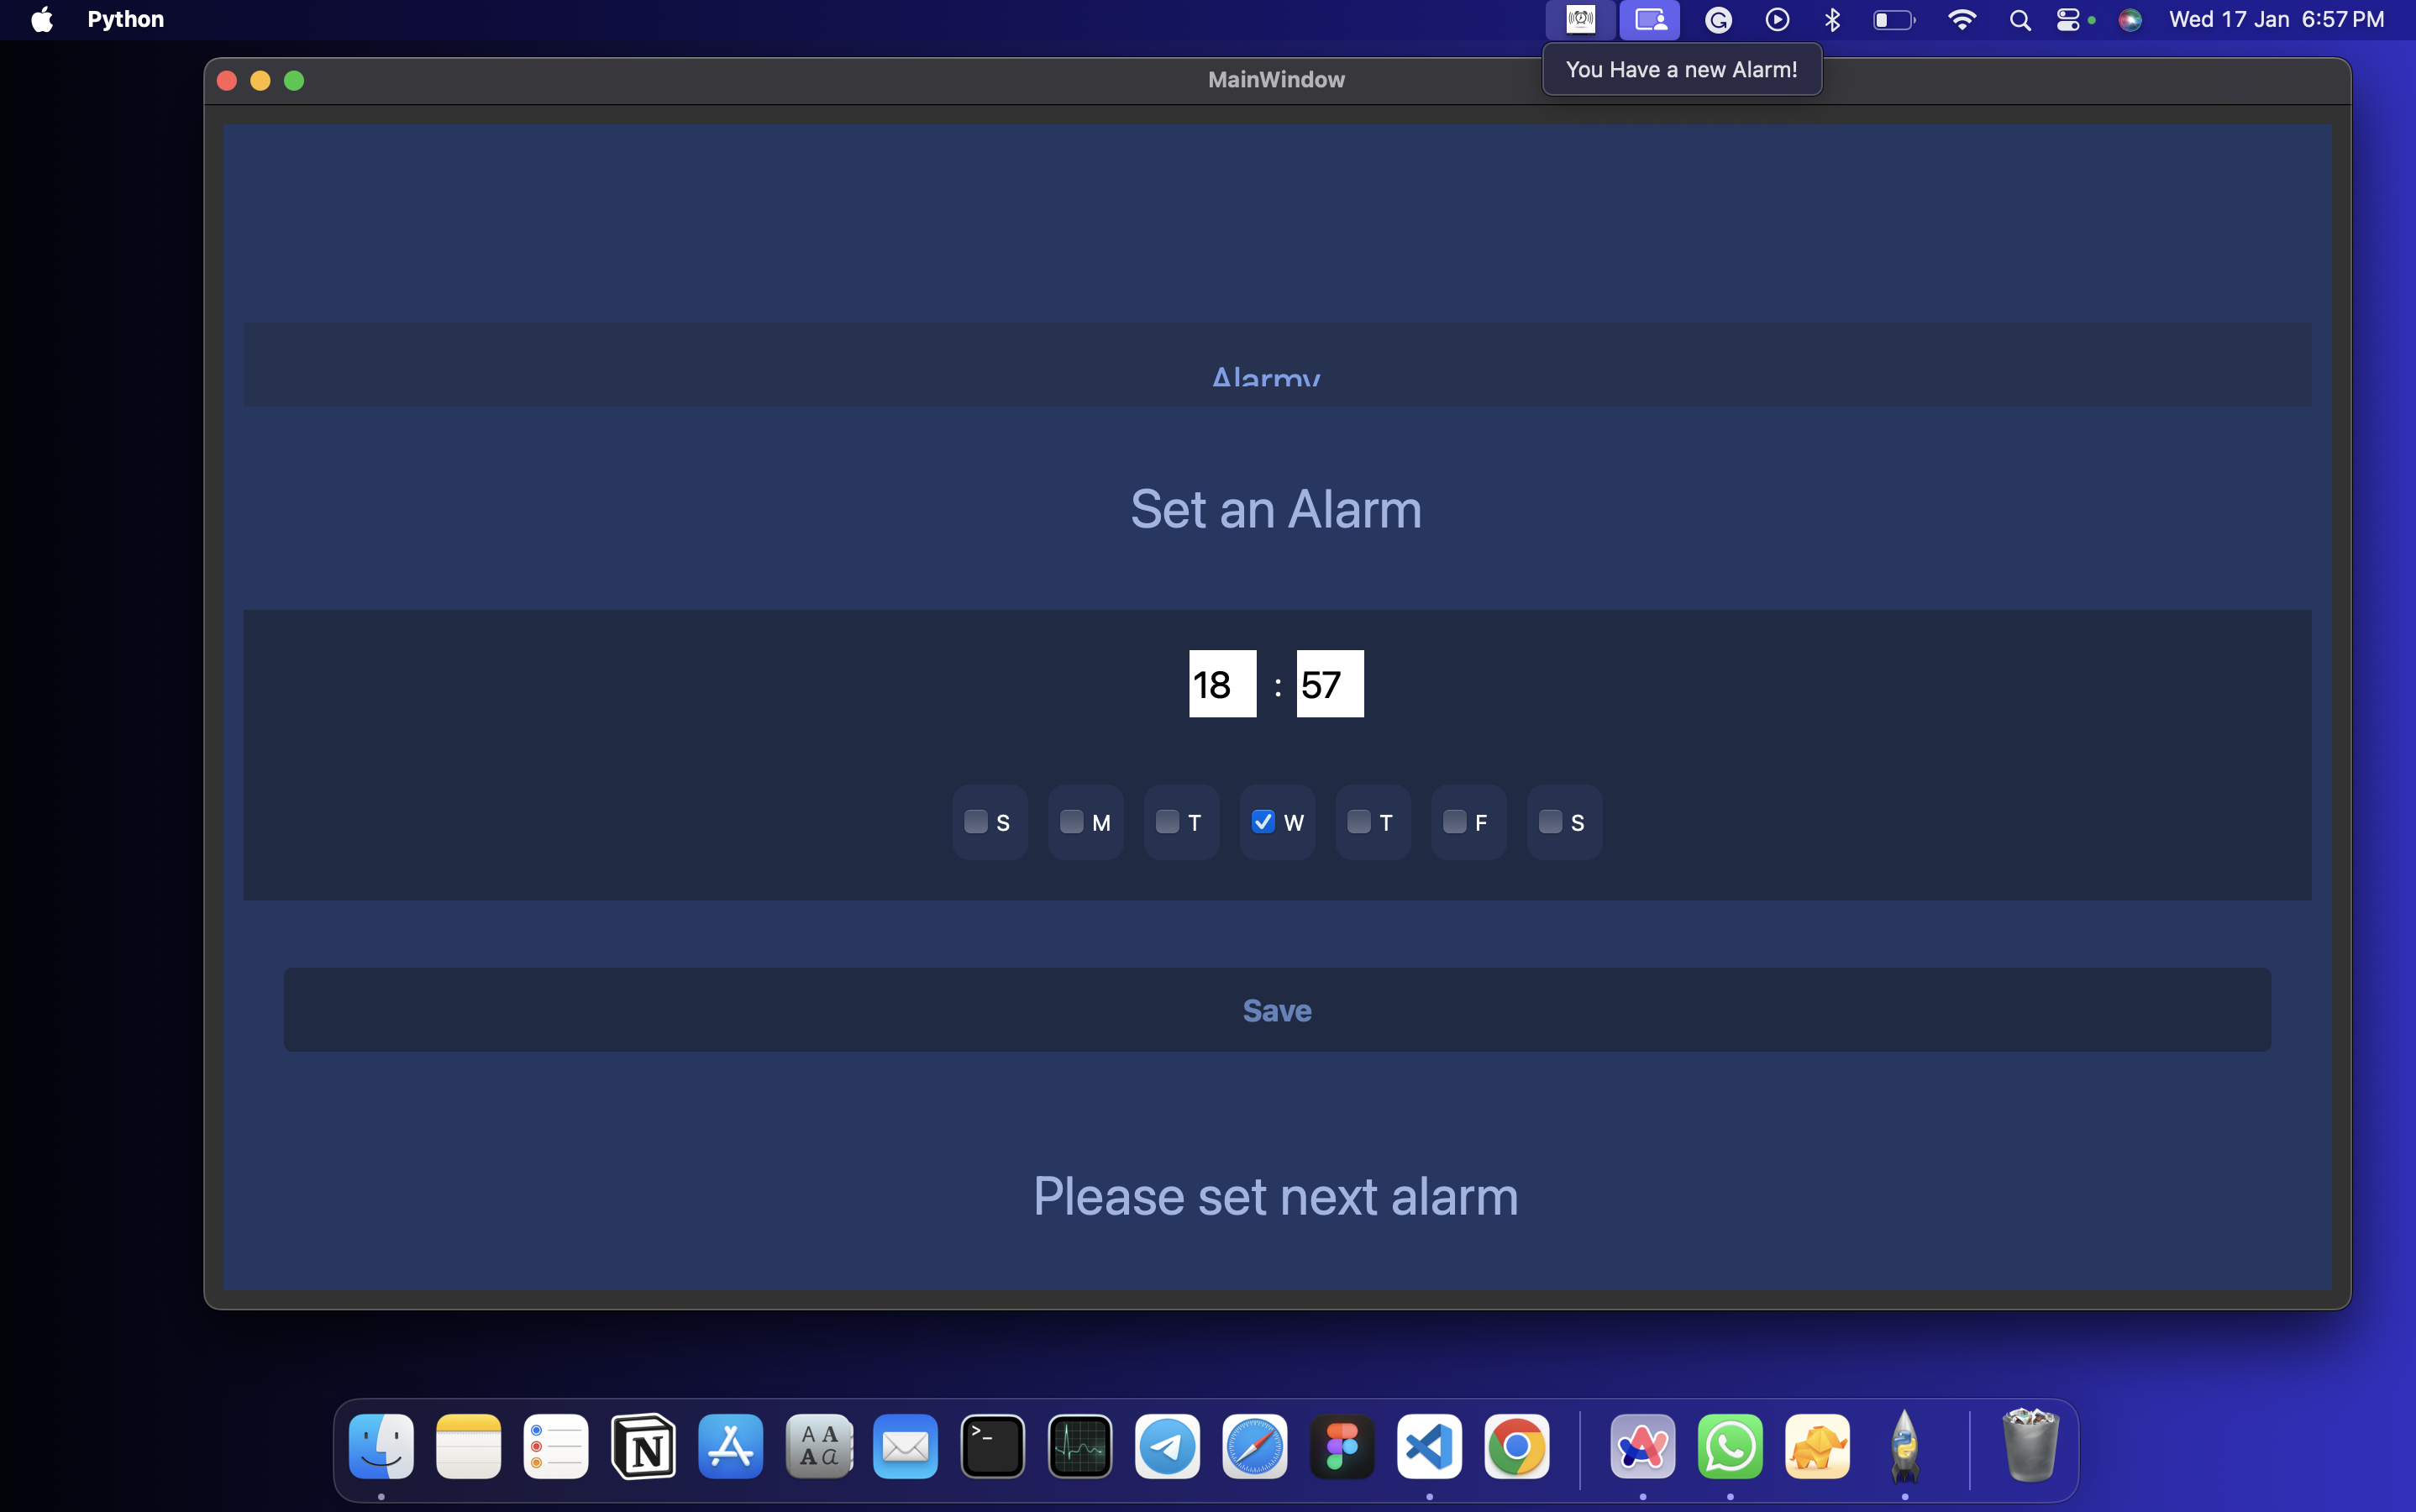 Python
Wed 17 Jan 6:57 PM
You Have a new Alarm!
MainWindow
Alarmy
Set an Alarm
18 : 57
S M T W T F S
Save
Please set next alarm